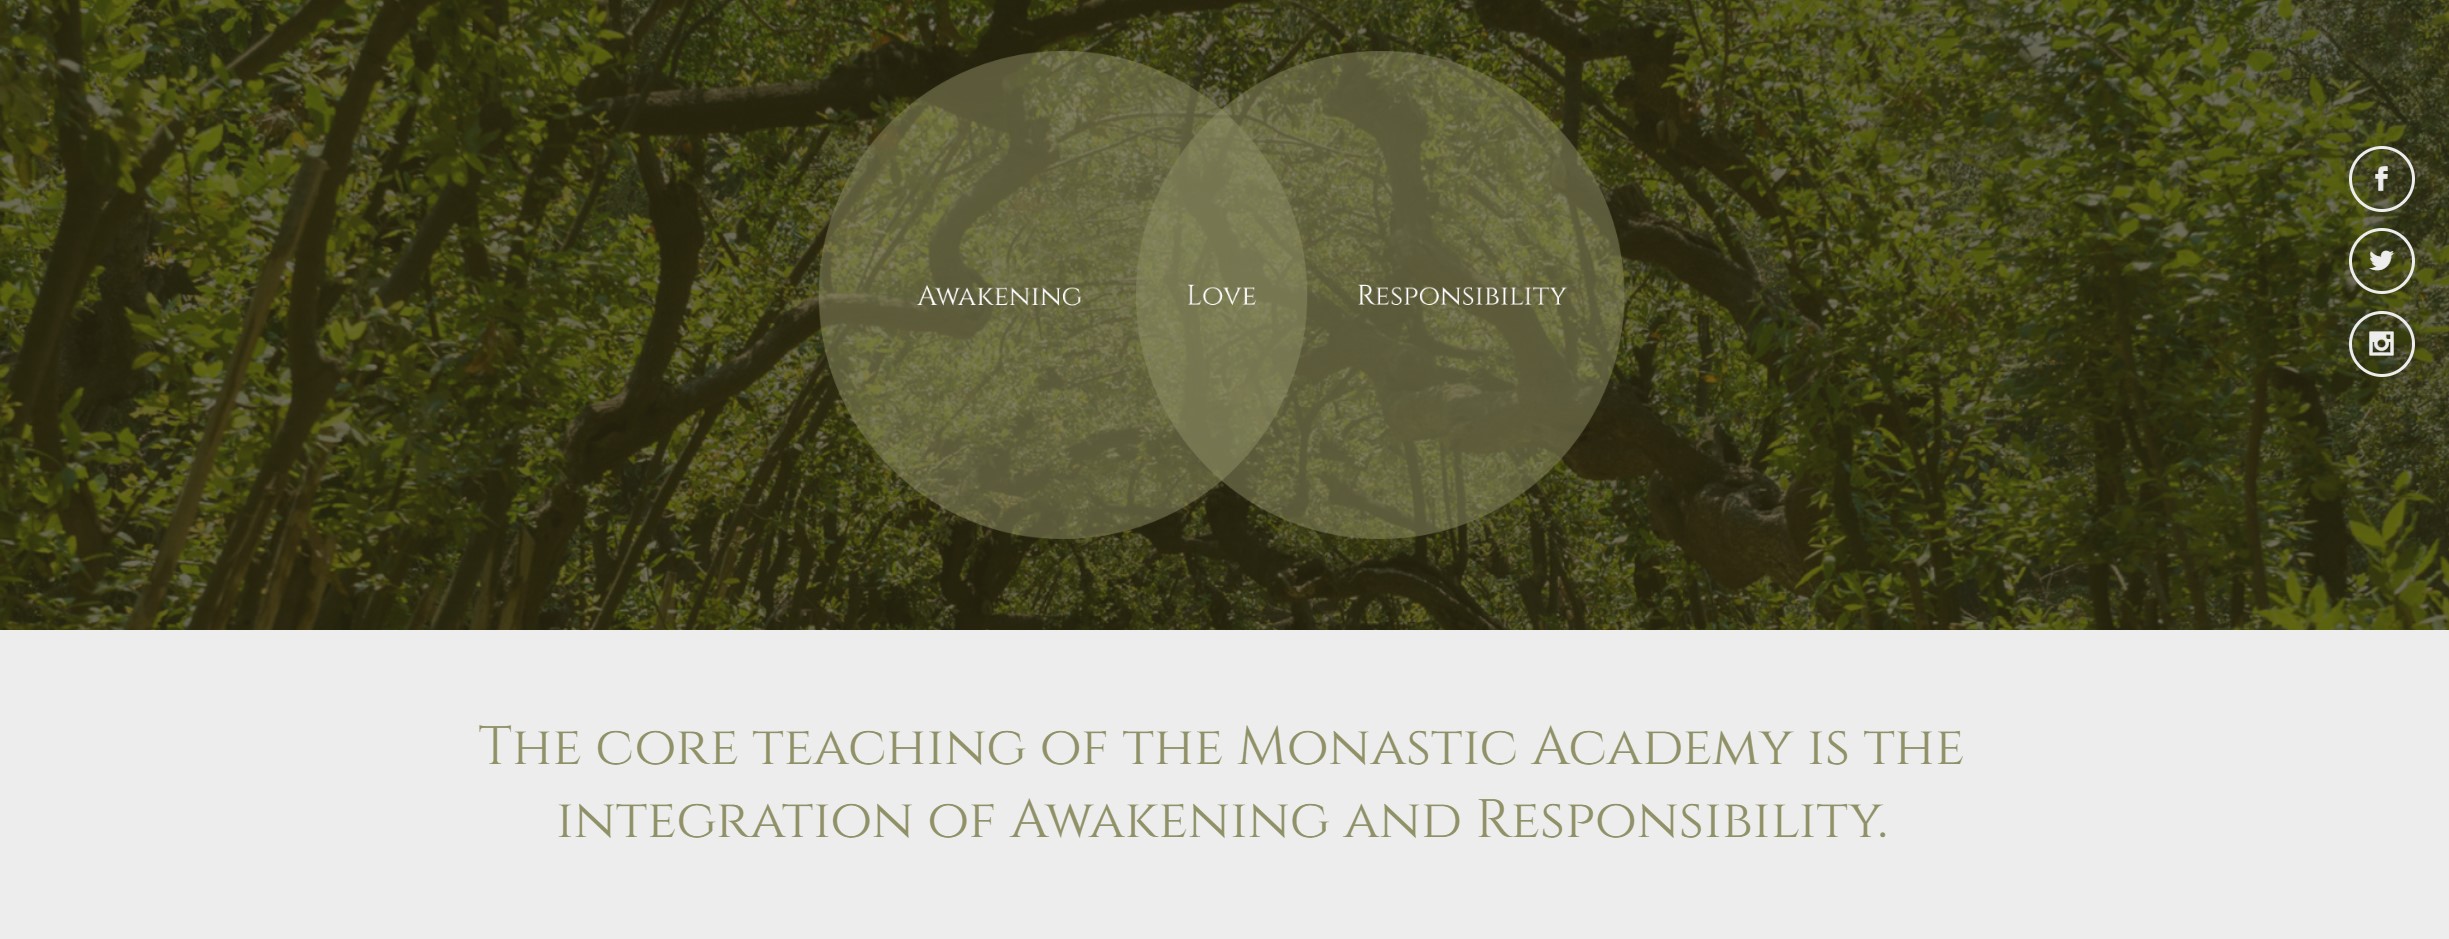 Awakening Love Responsibility
The core teaching of the Monastic Academy is the
integration of Awakening and Responsibility.